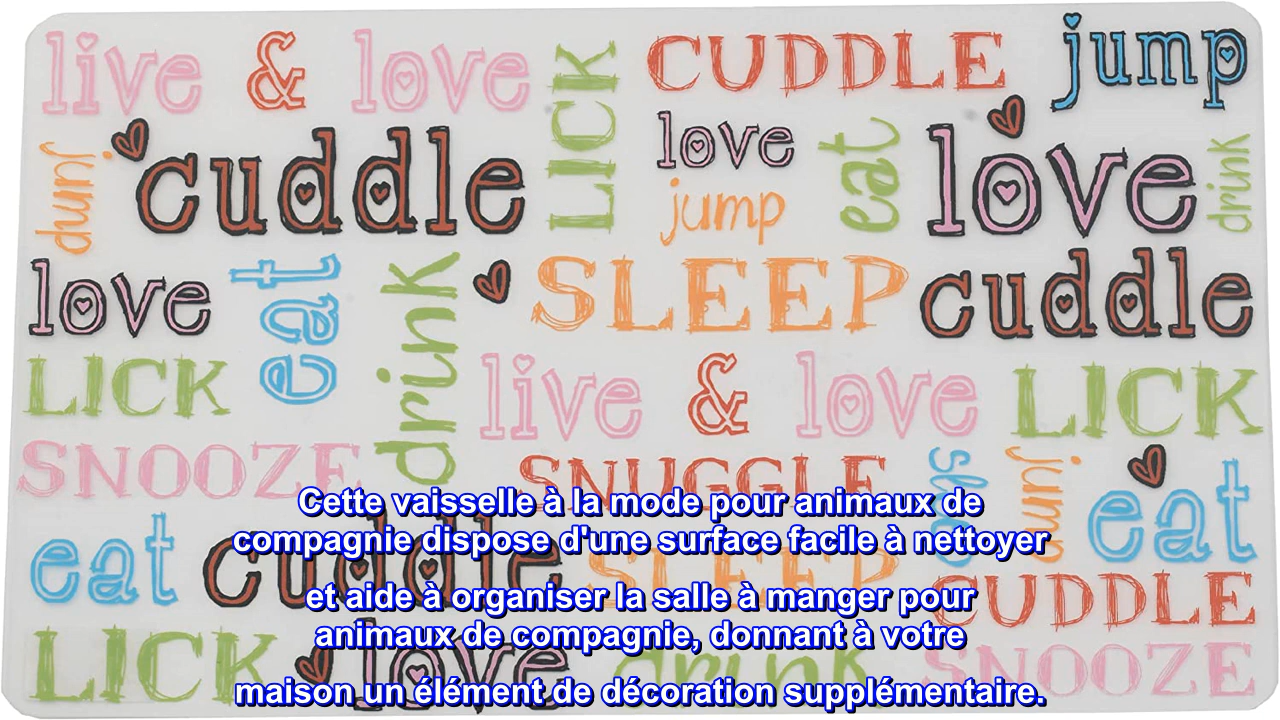 live & love LICK CUDDLE jump
jump cuddle love eat love drink
jump
love eat drink SLEEP cuddle
LICK live & love LICK
SNOOZE SNUGGLE jump eat
Cette vaisselle à la mode pour animaux de
compagnie dispose d'une surface facile à nettoyer
eat cuddle SLEEP CUDDLE
et aide à organiser la salle à manger pour
animaux de compagnie, donnant à votre
LICK love drink SNOOZE
maison un élément de décoration supplémentaire.